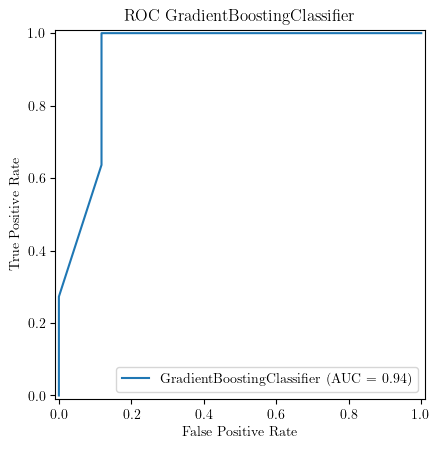 ROC GradientBoostingClassifier
1.0
0.8
0.6
0.4
0.2
0.0
True Positive Rate
GradientBoostingClassifier (AUC = 0.94)
0.0 0.2 0.4 0.6 0.8 1.0
False Positive Rate